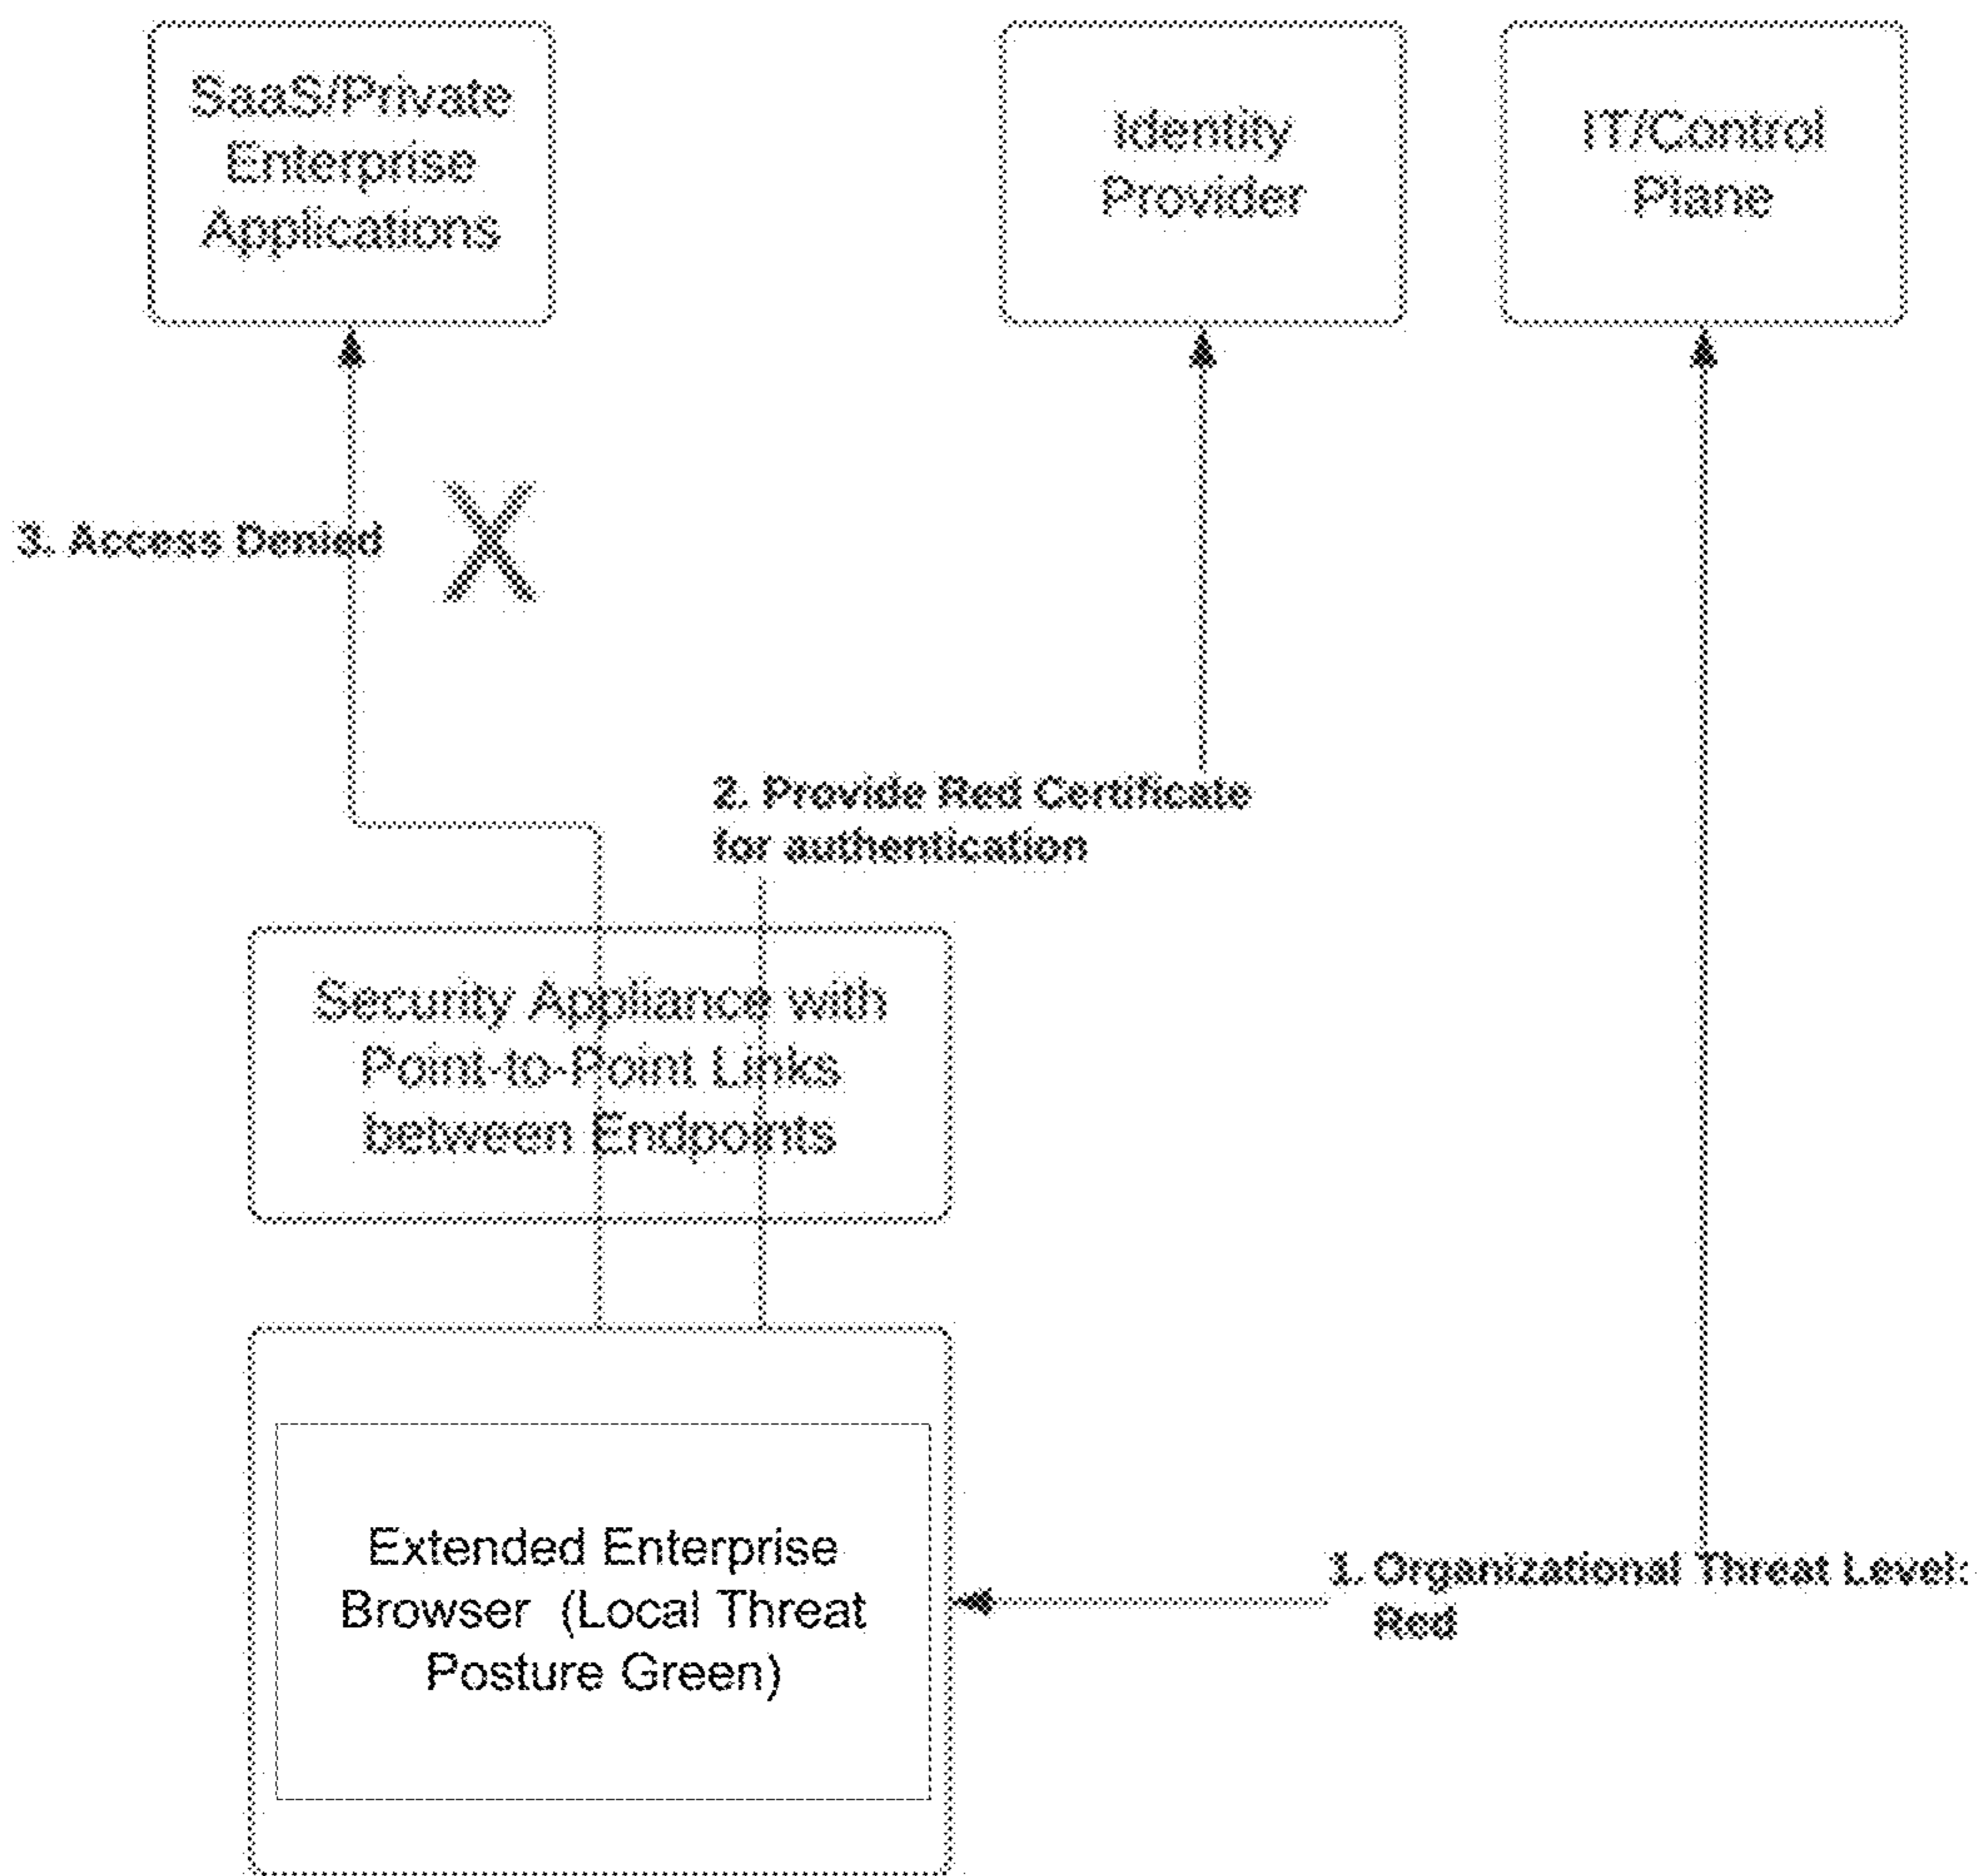 SaaS/Private
Enterprise
Applications
Identity
Provider
IT/Control
Plane
3. Access Denied
X
2. Provide Red Certificate
for authentication
Security Appliance with
Point-to-Point Links
between Endpoints
Extended Enterprise
Browser (Local Threat
Posture Green)
1. Organizational Threat Level:
Red